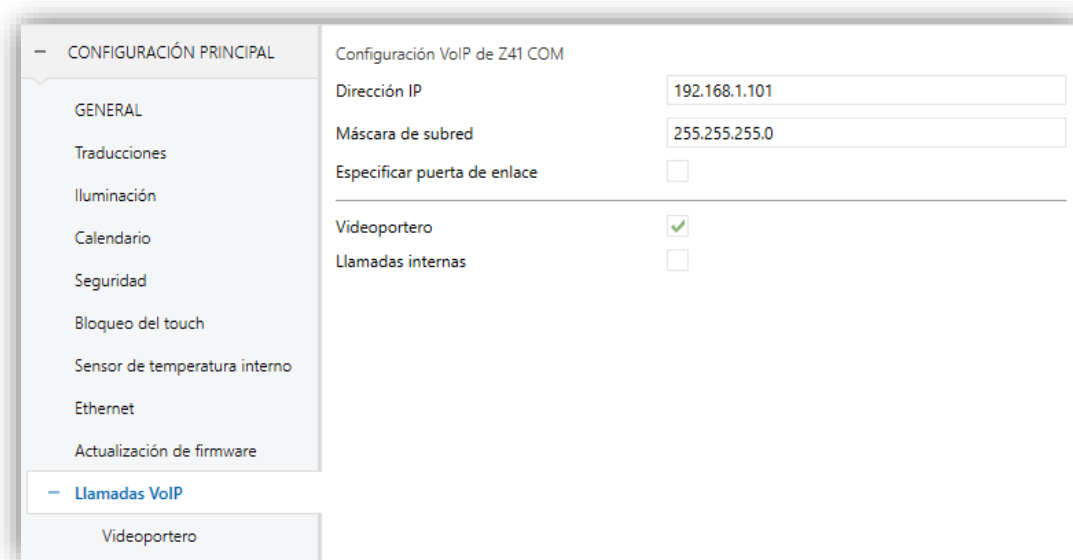 CONFIGURACIÓN PRINCIPAL
GENERAL
Traducciones
Iluminación
Calendario
Seguridad
Bloqueo del touch
Sensor de temperatura interno
Ethernet
Actualización de firmware
Llamadas VoIP
Videoportero
Configuración VoIP de Z41 COM
Dirección IP 192.168.1.101
Máscara de subred 255.255.255.0
Especificar puerta de enlace
Videoportero
Llamadas internas